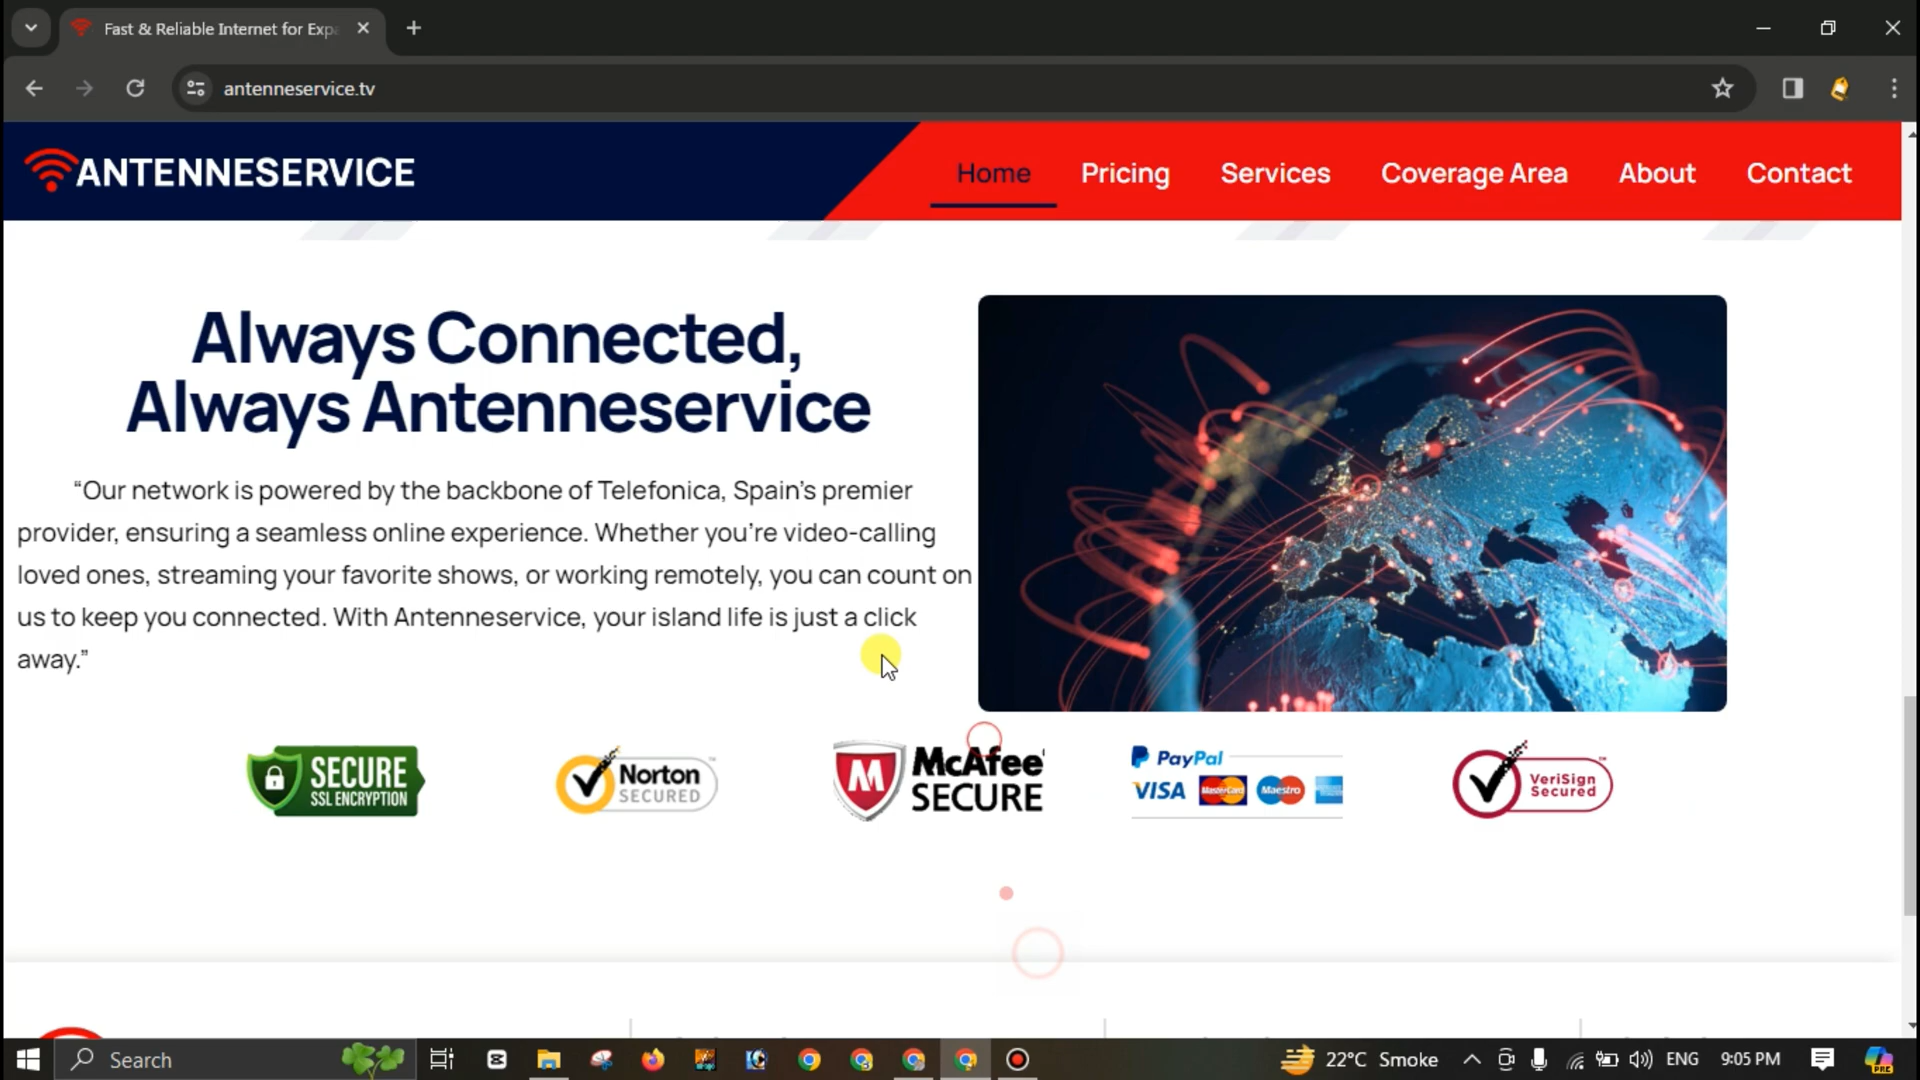 Fast & Reliable Internet for Expa
antenneservice.tv
ANTENNESERVICE
Home
Pricing
Services
Coverage Area
About
Contact
Always Connected,
Always Antenneservice
“Our network is powered by the backbone of Telefonica, Spain’s premier
provider, ensuring a seamless online experience. Whether you’re video-calling
loved ones, streaming your favorite shows, or working remotely, you can count on
us to keep you connected. With Antenneservice, your island life is just a click
away.”
SECURE
SSL ENCRYPTION
Norton
SECURED
McAfee
SECURE
PayPal
VISA MasterCard Maestro
VeriSign
Secured
Search
22°C Smoke
ENG
9:05 PM
PRE